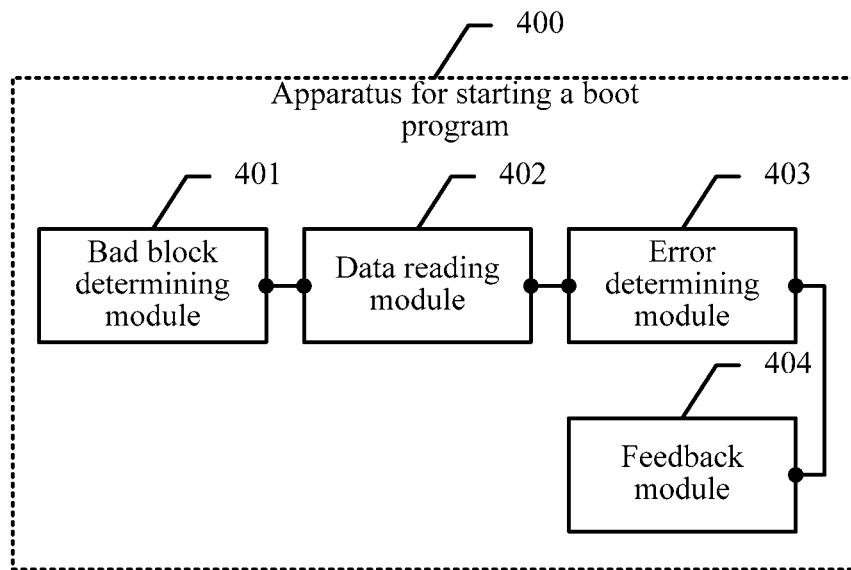 400
Apparatus for starting a boot
program
401
402
403
Bad block
determining
module
Data reading
module
Error
determining
module
404
Feedback
module